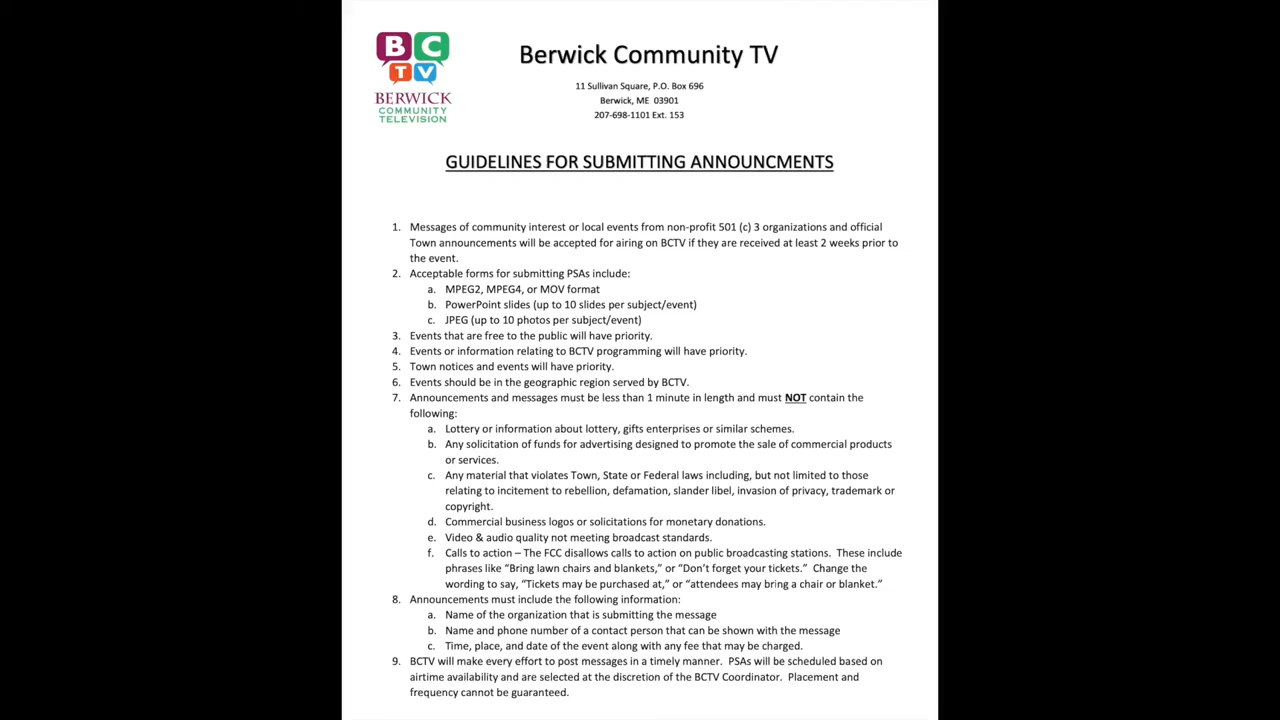 BC
TV
BERWICK
COMMUNITY
TELEVISION
Berwick Community TV
11 Sullivan Square, P.O. Box 696
Berwick, ME 03901
207-698-1101 Ext. 153
GUIDELINES FOR SUBMITTING ANNOUNCMENTS
1. Messages of community interest or local events from non-profit 501 (c) 3 organizations and official
Town announcements will be accepted for airing on BCTV if they are received at least 2 weeks prior to
the event.
2. Acceptable forms for submitting PSAs include:
a. MPEG2, MPEG4, or MOV format
b. PowerPoint slides (up to 10 slides per subject/event)
c. JPEG (up to 10 photos per subject/event)
3. Events that are free to the public will have priority.
4. Events or information relating to BCTV programming will have priority.
5. Town notices and events will have priority.
6. Events should be in the geographic region served by BCTV.
7. Announcements and messages must be less than 1 minute in length and must NOT contain the
following:
a. Lottery or information about lottery, gifts enterprises or similar schemes.
b. Any solicitation of funds for advertising designed to promote the sale of commercial products
or services.
c. Any material that violates Town, State or Federal laws including, but not limited to those
relating to incitement to rebellion, defamation, slander libel, invasion of privacy, trademark or
copyright.
d. Commercial business logos or solicitations for monetary donations.
e. Video & audio quality not meeting broadcast standards.
f. Calls to action – The FCC disallows calls to action on public broadcasting stations. These include
phrases like “Bring lawn chairs and blankets,” or “Don’t forget your tickets.” Change the
wording to say, “Tickets may be purchased at,” or “attendees may bring a chair or blanket.”
8. Announcements must include the following information:
a. Name of the organization that is submitting the message
b. Name and phone number of a contact person that can be shown with the message
c. Time, place, and date of the event along with any fee that may be charged.
9. BCTV will make every effort to post messages in a timely manner. PSAs will be scheduled based on
airtime availability and are selected at the discretion of the BCTV Coordinator. Placement and
frequency cannot be guaranteed.